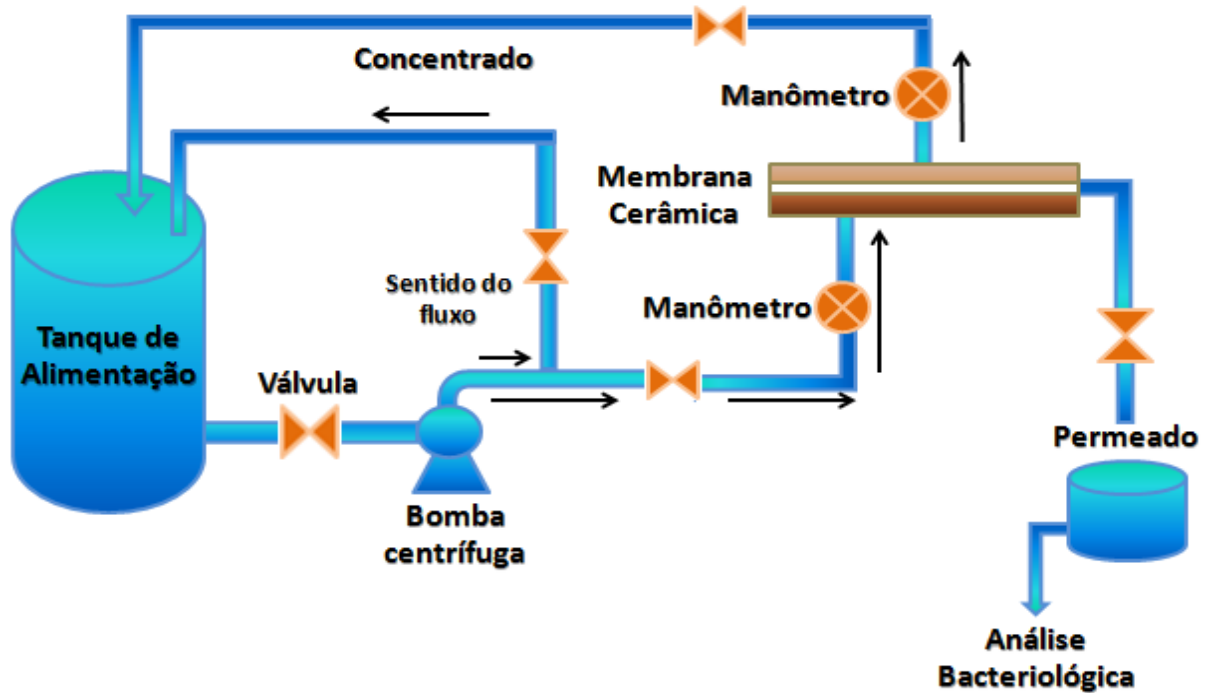 Concentrado
Manômetro
Membrana
Cerâmica
Sentido do
fluxo
Manômetro
Tanque de
Alimentação
Válvula
Permeado
Bomba
centrífuga
Análise
Bacteriológica